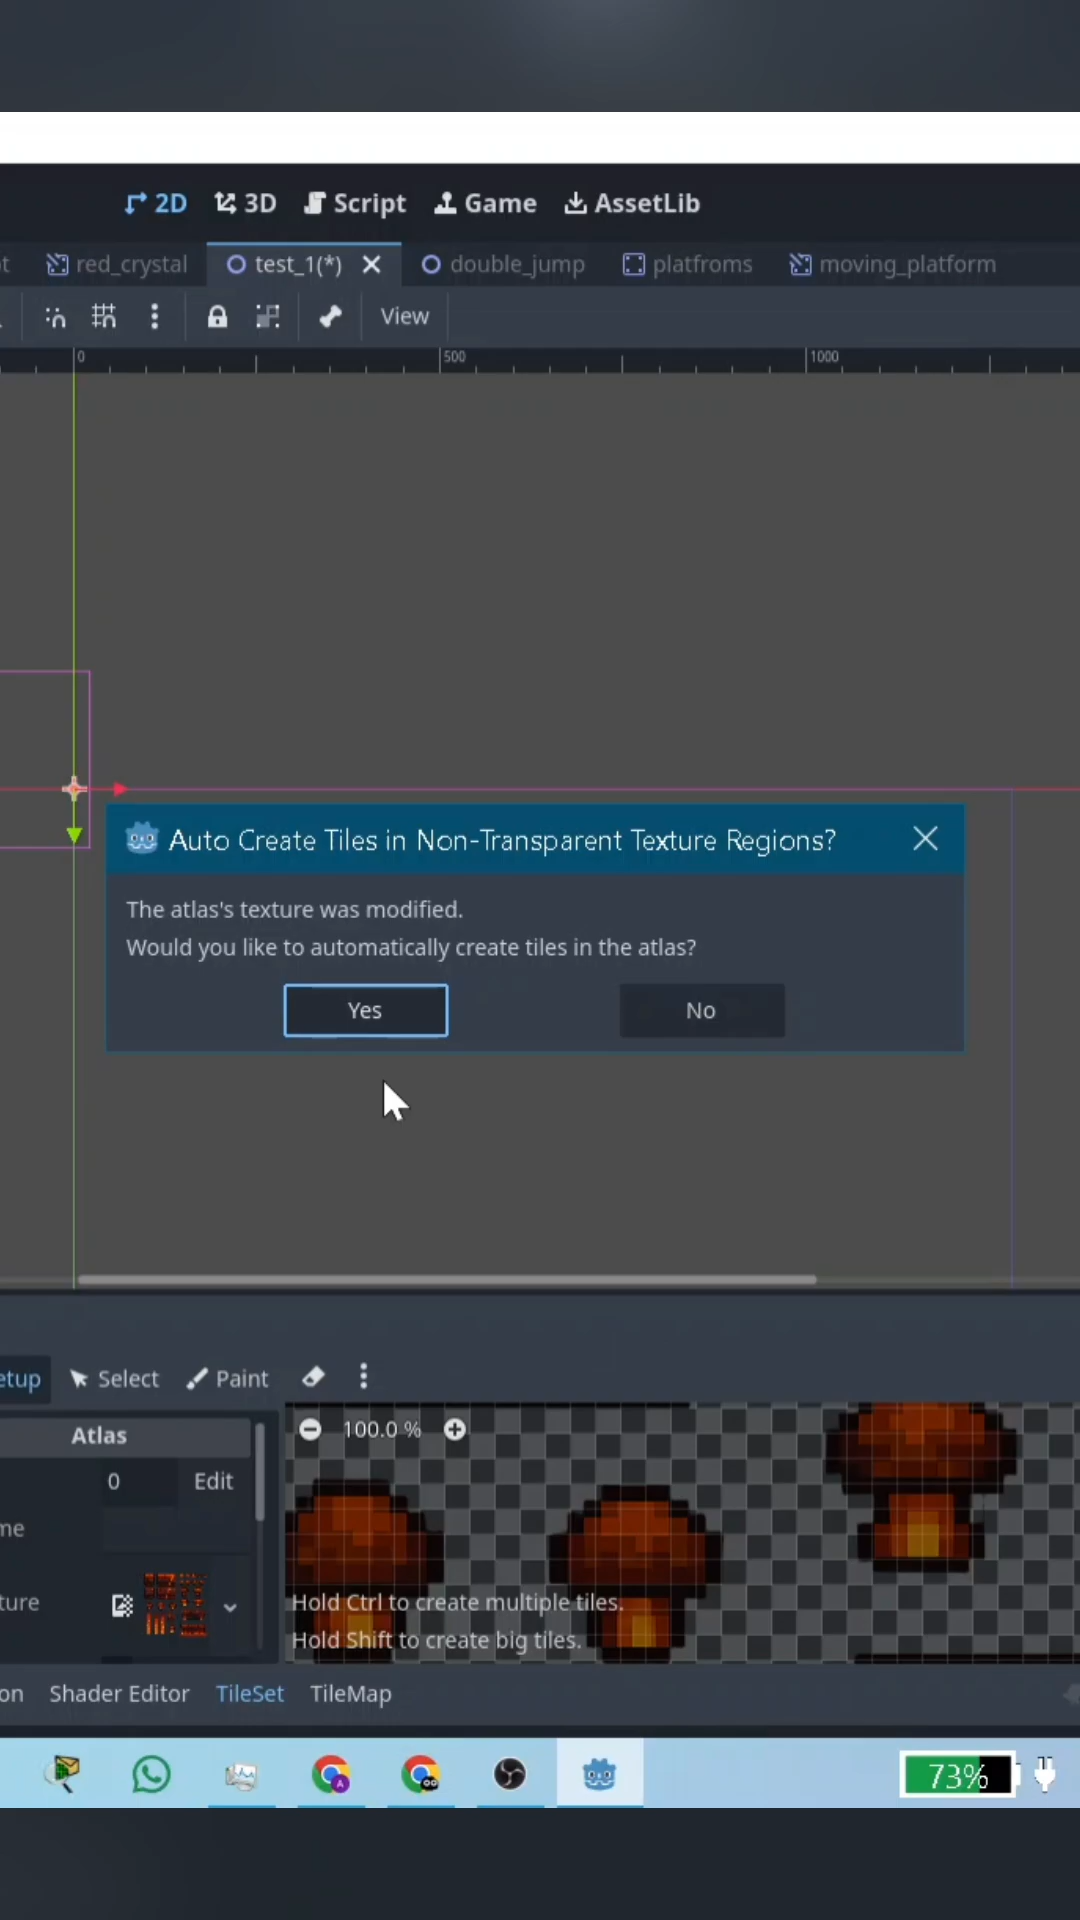 2D 3D Script Game AssetLib
t red_crystal test_1(*) double_jump platfroms moving_platform
View
0 500 1000
Auto Create Tiles in Non-Transparent Texture Regions?
The atlas's texture was modified.
Would you like to automatically create tiles in the atlas?
Yes No
etup Select Paint
Atlas
100.0 %
0 Edit
me
ture
Hold Ctrl to create multiple tiles.
Hold Shift to create big tiles.
on Shader Editor TileSet TileMap
A
73%